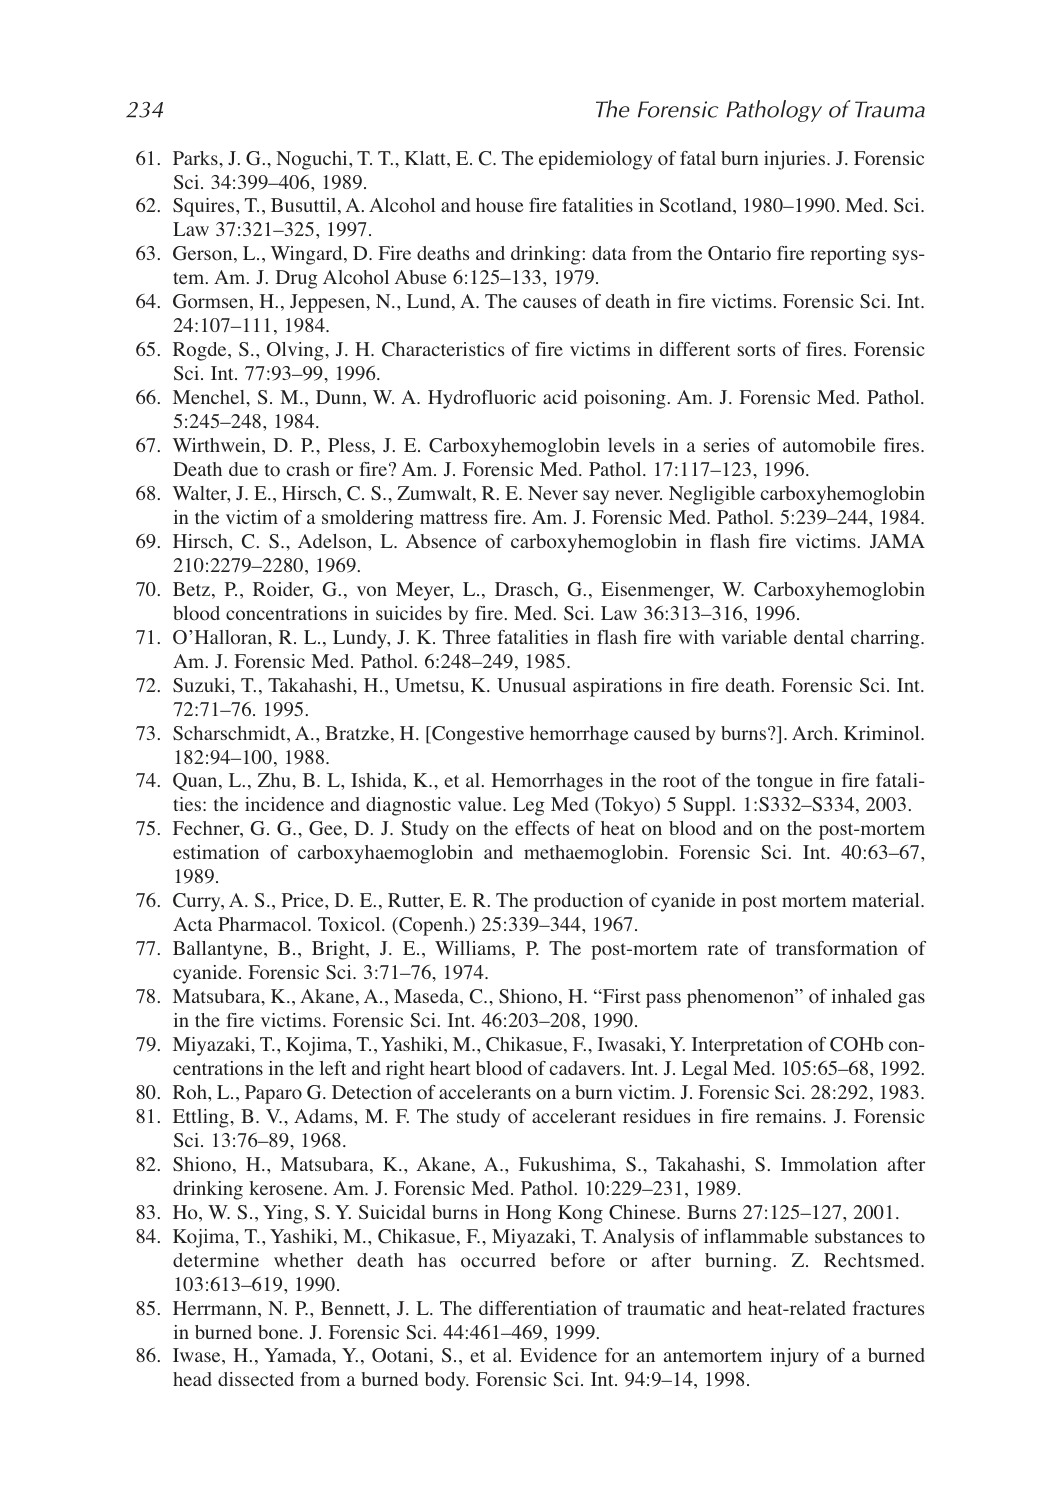 234 The Forensic Pathology of Trauma
61. Parks, J. G., Noguchi, T. T., Klatt, E. C. The epidemiology of fatal burn injuries. J. Forensic
Sci. 34:399–406, 1989.
62. Squires, T., Busuttil, A. Alcohol and house fire fatalities in Scotland, 1980–1990. Med. Sci.
Law 37:321–325, 1997.
63. Gerson, L., Wingard, D. Fire deaths and drinking: data from the Ontario fire reporting sys-
tem. Am. J. Drug Alcohol Abuse 6:125–133, 1979.
64. Gormsen, H., Jeppesen, N., Lund, A. The causes of death in fire victims. Forensic Sci. Int.
24:107–111, 1984.
65. Rogde, S., Olving, J. H. Characteristics of fire victims in different sorts of fires. Forensic
Sci. Int. 77:93–99, 1996.
66. Menchel, S. M., Dunn, W. A. Hydrofluoric acid poisoning. Am. J. Forensic Med. Pathol.
5:245–248, 1984.
67. Wirthwein, D. P., Pless, J. E. Carboxyhemoglobin levels in a series of automobile fires.
Death due to crash or fire? Am. J. Forensic Med. Pathol. 17:117–123, 1996.
68. Walter, J. E., Hirsch, C. S., Zumwalt, R. E. Never say never. Negligible carboxyhemoglobin
in the victim of a smoldering mattress fire. Am. J. Forensic Med. Pathol. 5:239–244, 1984.
69. Hirsch, C. S., Adelson, L. Absence of carboxyhemoglobin in flash fire victims. JAMA
210:2279–2280, 1969.
70. Betz, P., Roider, G., von Meyer, L., Drasch, G., Eisenmenger, W. Carboxyhemoglobin
blood concentrations in suicides by fire. Med. Sci. Law 36:313–316, 1996.
71. O’Halloran, R. L., Lundy, J. K. Three fatalities in flash fire with variable dental charring.
Am. J. Forensic Med. Pathol. 6:248–249, 1985.
72. Suzuki, T., Takahashi, H., Umetsu, K. Unusual aspirations in fire death. Forensic Sci. Int.
72:71–76. 1995.
73. Scharschmidt, A., Bratzke, H. [Congestive hemorrhage caused by burns?]. Arch. Kriminol.
182:94–100, 1988.
74. Quan, L., Zhu, B. L, Ishida, K., et al. Hemorrhages in the root of the tongue in fire fatali-
ties: the incidence and diagnostic value. Leg Med (Tokyo) 5 Suppl. 1:S332–S334, 2003.
75. Fechner, G. G., Gee, D. J. Study on the effects of heat on blood and on the post-mortem
estimation of carboxyhaemoglobin and methaemoglobin. Forensic Sci. Int. 40:63–67,
1989.
76. Curry, A. S., Price, D. E., Rutter, E. R. The production of cyanide in post mortem material.
Acta Pharmacol. Toxicol. (Copenh.) 25:339–344, 1967.
77. Ballantyne, B., Bright, J. E., Williams, P. The post-mortem rate of transformation of
cyanide. Forensic Sci. 3:71–76, 1974.
78. Matsubara, K., Akane, A., Maseda, C., Shiono, H. “First pass phenomenon” of inhaled gas
in the fire victims. Forensic Sci. Int. 46:203–208, 1990.
79. Miyazaki, T., Kojima, T., Yashiki, M., Chikasue, F., Iwasaki, Y. Interpretation of COHb con-
centrations in the left and right heart blood of cadavers. Int. J. Legal Med. 105:65–68, 1992.
80. Roh, L., Paparo G. Detection of accelerants on a burn victim. J. Forensic Sci. 28:292, 1983.
81. Ettling, B. V., Adams, M. F. The study of accelerant residues in fire remains. J. Forensic
Sci. 13:76–89, 1968.
82. Shiono, H., Matsubara, K., Akane, A., Fukushima, S., Takahashi, S. Immolation after
drinking kerosene. Am. J. Forensic Med. Pathol. 10:229–231, 1989.
83. Ho, W. S., Ying, S. Y. Suicidal burns in Hong Kong Chinese. Burns 27:125–127, 2001.
84. Kojima, T., Yashiki, M., Chikasue, F., Miyazaki, T. Analysis of inflammable substances to
determine whether death has occurred before or after burning. Z. Rechtsmed.
103:613–619, 1990.
85. Herrmann, N. P., Bennett, J. L. The differentiation of traumatic and heat-related fractures
in burned bone. J. Forensic Sci. 44:461–469, 1999.
86. Iwase, H., Yamada, Y., Ootani, S., et al. Evidence for an antemortem injury of a burned
head dissected from a burned body. Forensic Sci. Int. 94:9–14, 1998.